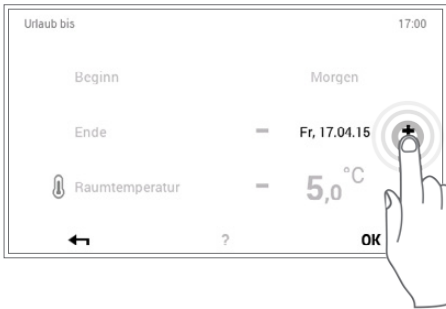 Urlaub bis 17:00
Beginn Morgen
Ende − Fr, 17.04.15 +
Raumtemperatur − 5,0 °C
? OK